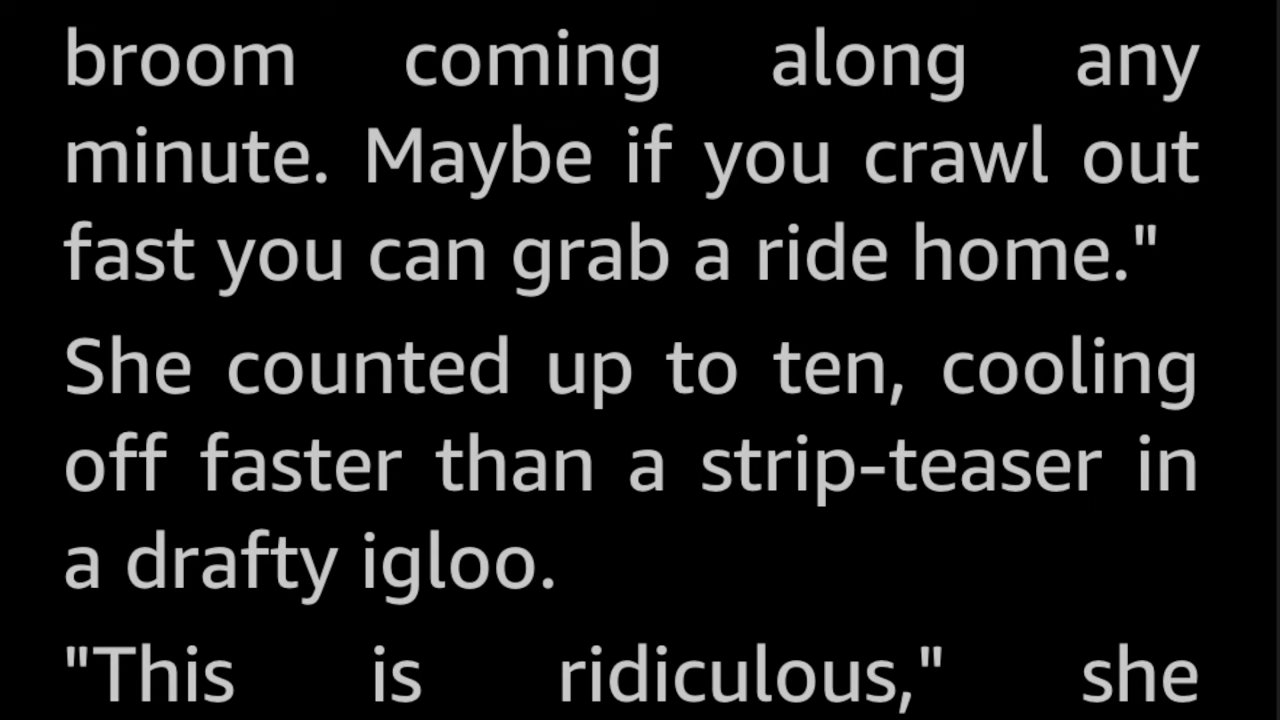 broom coming along any
minute. Maybe if you crawl out
fast you can grab a ride home."
She counted up to ten, cooling
off faster than a strip-teaser in
a drafty igloo.
"This is ridiculous," she